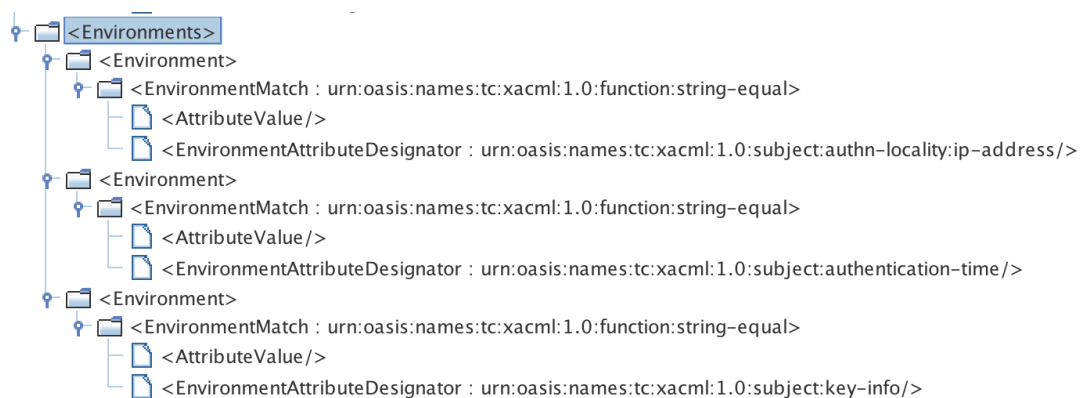 <Environments>
<Environment>
<EnvironmentMatch : urn:oasis:names:tc:xacml:1.0:function:string-equal>
<AttributeValue/>
<EnvironmentAttributeDesignator : urn:oasis:names:tc:xacml:1.0:subject:authn-locality:ip-address/>
<Environment>
<EnvironmentMatch : urn:oasis:names:tc:xacml:1.0:function:string-equal>
<AttributeValue/>
<EnvironmentAttributeDesignator : urn:oasis:names:tc:xacml:1.0:subject:authentication-time/>
<Environment>
<EnvironmentMatch : urn:oasis:names:tc:xacml:1.0:function:string-equal>
<AttributeValue/>
<EnvironmentAttributeDesignator : urn:oasis:names:tc:xacml:1.0:subject:key-info/>